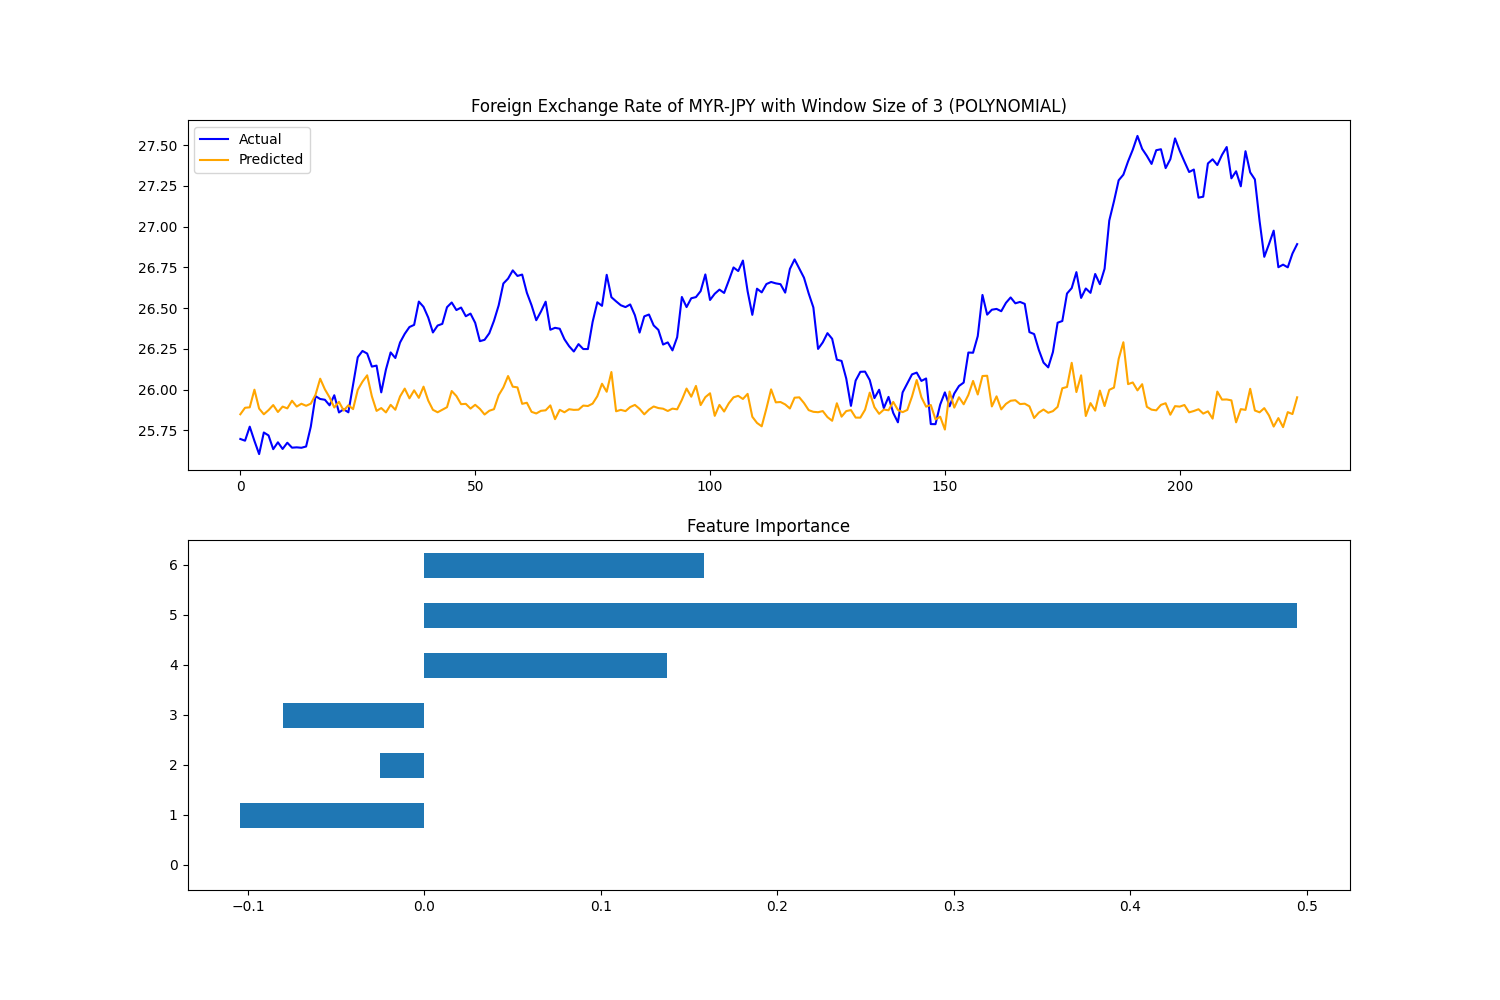 Foreign Exchange Rate of MYR-JPY with Window Size of 3 (POLYNOMIAL)
Actual
Predicted
27.50
27.25
27.00
26.75
26.50
26.25
26.00
25.75
0 50 100 150 200
Feature Importance
6
5
4
3
2
1
0
−0.1 0.0 0.1 0.2 0.3 0.4 0.5